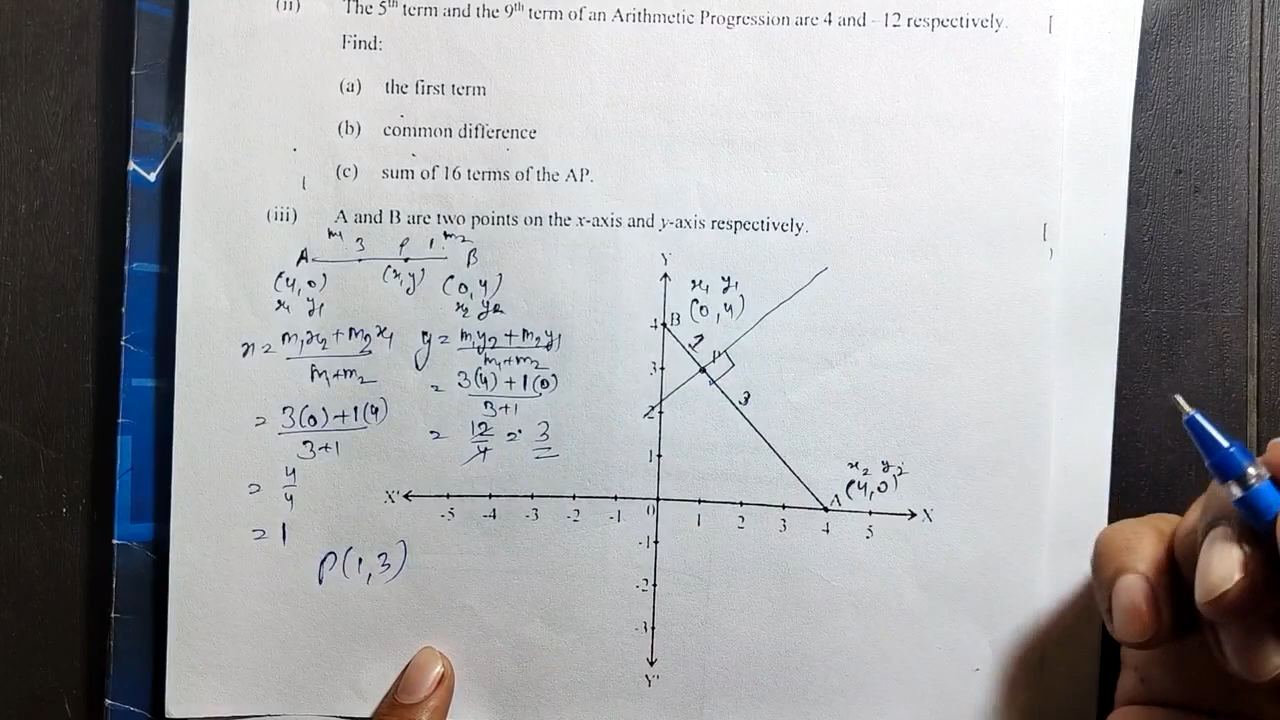 (ii) The 5th term and the 9th term of an Arithmetic Progression are 4 and –12 respectively. [
Find:
(a) the first term
(b) common difference
(c) sum of 16 terms of the AP.
(iii) A and B are two points on the x-axis and y-axis respectively. [
m1 3 P 1 m2
A B
(4,0) (x,y) (0,4)
x1 y1 x2 y2
x = m1x2 + m2x1 / m1+m2
y = m1y2 + m2y1 / m1+m2
= 3(0)+1(4) / 3+1
= 3(4)+1(0) / 3+1
= 4/4
= 12/4 = 3
= 1
P(1,3)
Y
x1 y1
(0,4)
4 B
3 P
3
2
1
x2 y2
A (4,0)
X' -5 -4 -3 -2 -1 0 1 2 3 4 5 X
-1
-2
-3
Y'